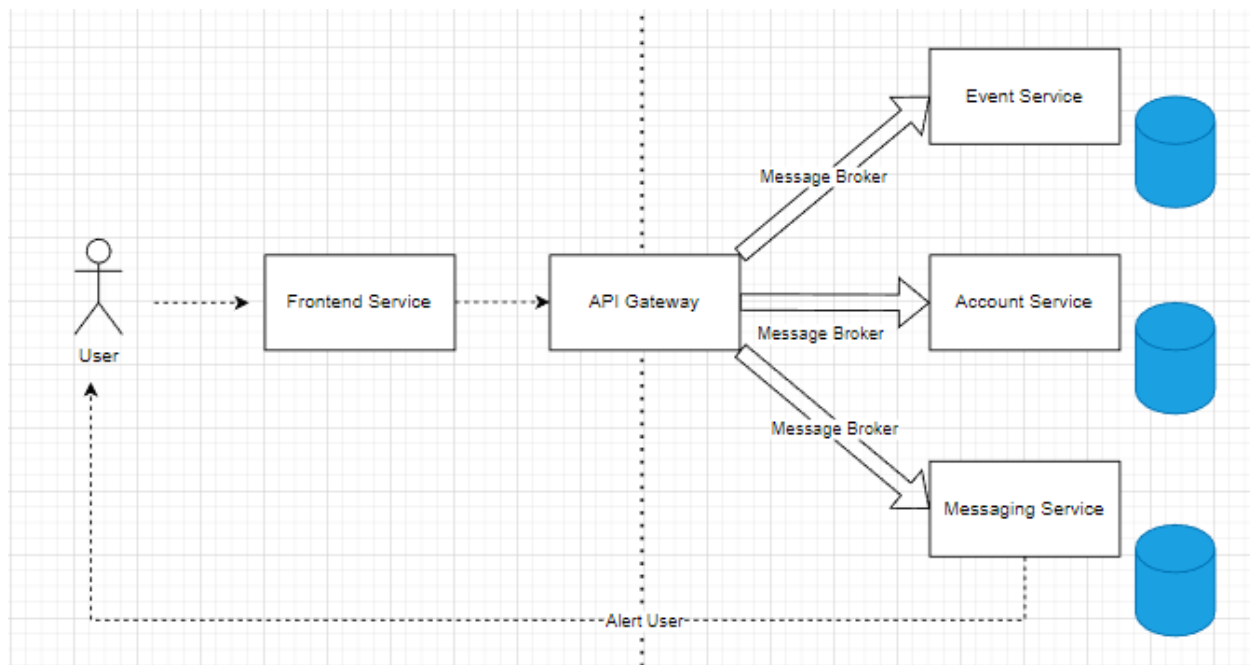 Event Service
Message Broker
User
Frontend Service
API Gateway
Message Broker
Account Service
Message Broker
Messaging Service
Alert User